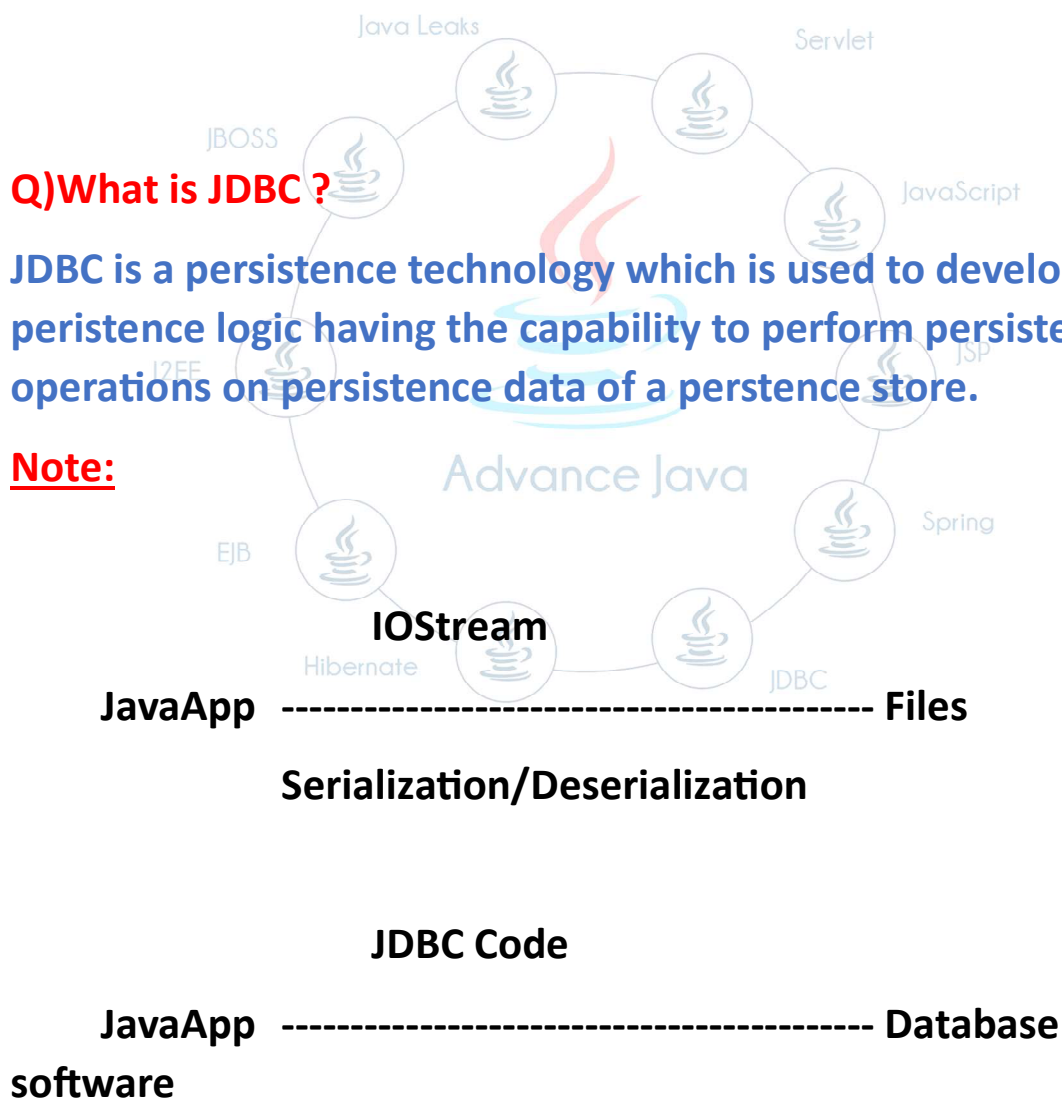 Java Leaks
Servlet
JBOSS
Q)What is JDBC ?
JavaScript
JDBC is a persistence technology which is used to develo
peristence logic having the capability to perform persiste
JSP
J2EE
operations on persistence data of a perstence store.
Note:
Advance Java
Spring
EJB
IOStream
Hibernate
JDBC
JavaApp ------------------------------------------- Files
Serialization/Deserialization
JDBC Code
JavaApp ------------------------------------------- Database
software